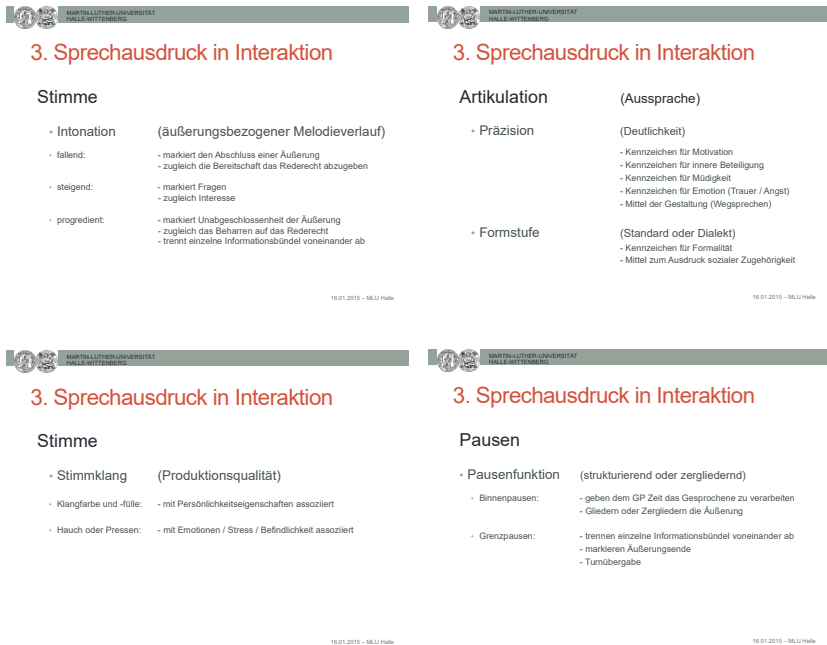 MARTIN-LUTHER-UNIVERSITÄT
HALLE-WITTENBERG
3. Sprechausdruck in Interaktion
Stimme
• Intonation (äußerungsbezogener Melodieverlauf)
• fallend: - markiert den Abschluss einer Äußerung
- zugleich die Bereitschaft das Rederecht abzugeben
• steigend: - markiert Fragen
- zugleich Interesse
• progredient: - markiert Unabgeschlossenheit der Äußerung
- zugleich das Beharren auf das Rederecht
- trennt einzelne Informationsbündel voneinander ab
16.01.2015 – MLU Halle
MARTIN-LUTHER-UNIVERSITÄT
HALLE-WITTENBERG
3. Sprechausdruck in Interaktion
Artikulation (Aussprache)
• Präzision (Deutlichkeit)
- Kennzeichen für Motivation
- Kennzeichen für innere Beteiligung
- Kennzeichen für Müdigkeit
- Kennzeichen für Emotion (Trauer / Angst)
- Mittel der Gestaltung (Wegsprechen)
• Formstufe (Standard oder Dialekt)
- Kennzeichen für Formalität
- Mittel zum Ausdruck sozialer Zugehörigkeit
16.01.2015 – MLU Halle
MARTIN-LUTHER-UNIVERSITÄT
HALLE-WITTENBERG
3. Sprechausdruck in Interaktion
Stimme
• Stimmklang (Produktionsqualität)
• Klangfarbe und -fülle: - mit Persönlichkeitseigenschaften assoziiert
• Hauch oder Pressen: - mit Emotionen / Stress / Befindlichkeit assoziiert
16.01.2015 – MLU Halle
MARTIN-LUTHER-UNIVERSITÄT
HALLE-WITTENBERG
3. Sprechausdruck in Interaktion
Pausen
• Pausenfunktion (strukturierend oder zergliedernd)
• Binnenpausen: - geben dem GP Zeit das Gesprochene zu verarbeiten
- Gliedern oder Zergliedern die Äußerung
• Grenzpausen: - trennen einzelne Informationsbündel voneinander ab
- markieren Äußerungsende
- Turnübergabe
16.01.2015 – MLU Halle